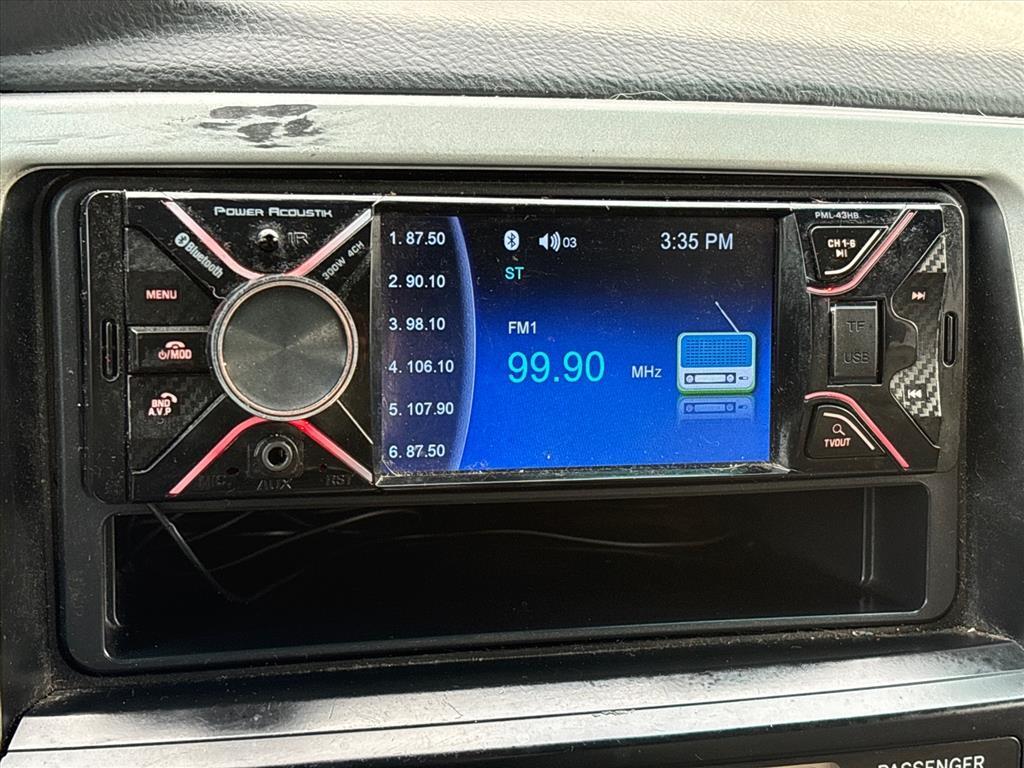 POWER ACOUSTIK
IR
Bluetooth
300W 4CH
MENU
/MOD
BND
A.V.P
MIC
AUX
RST
1. 87.50
2. 90.10
3. 98.10
4. 106.10
5. 107.90
6. 87.50
03
3:35 PM
ST
FM1
99.90 MHz
PML-43HB
CH 1-6
TF
USB
TVOUT
PASSENGER